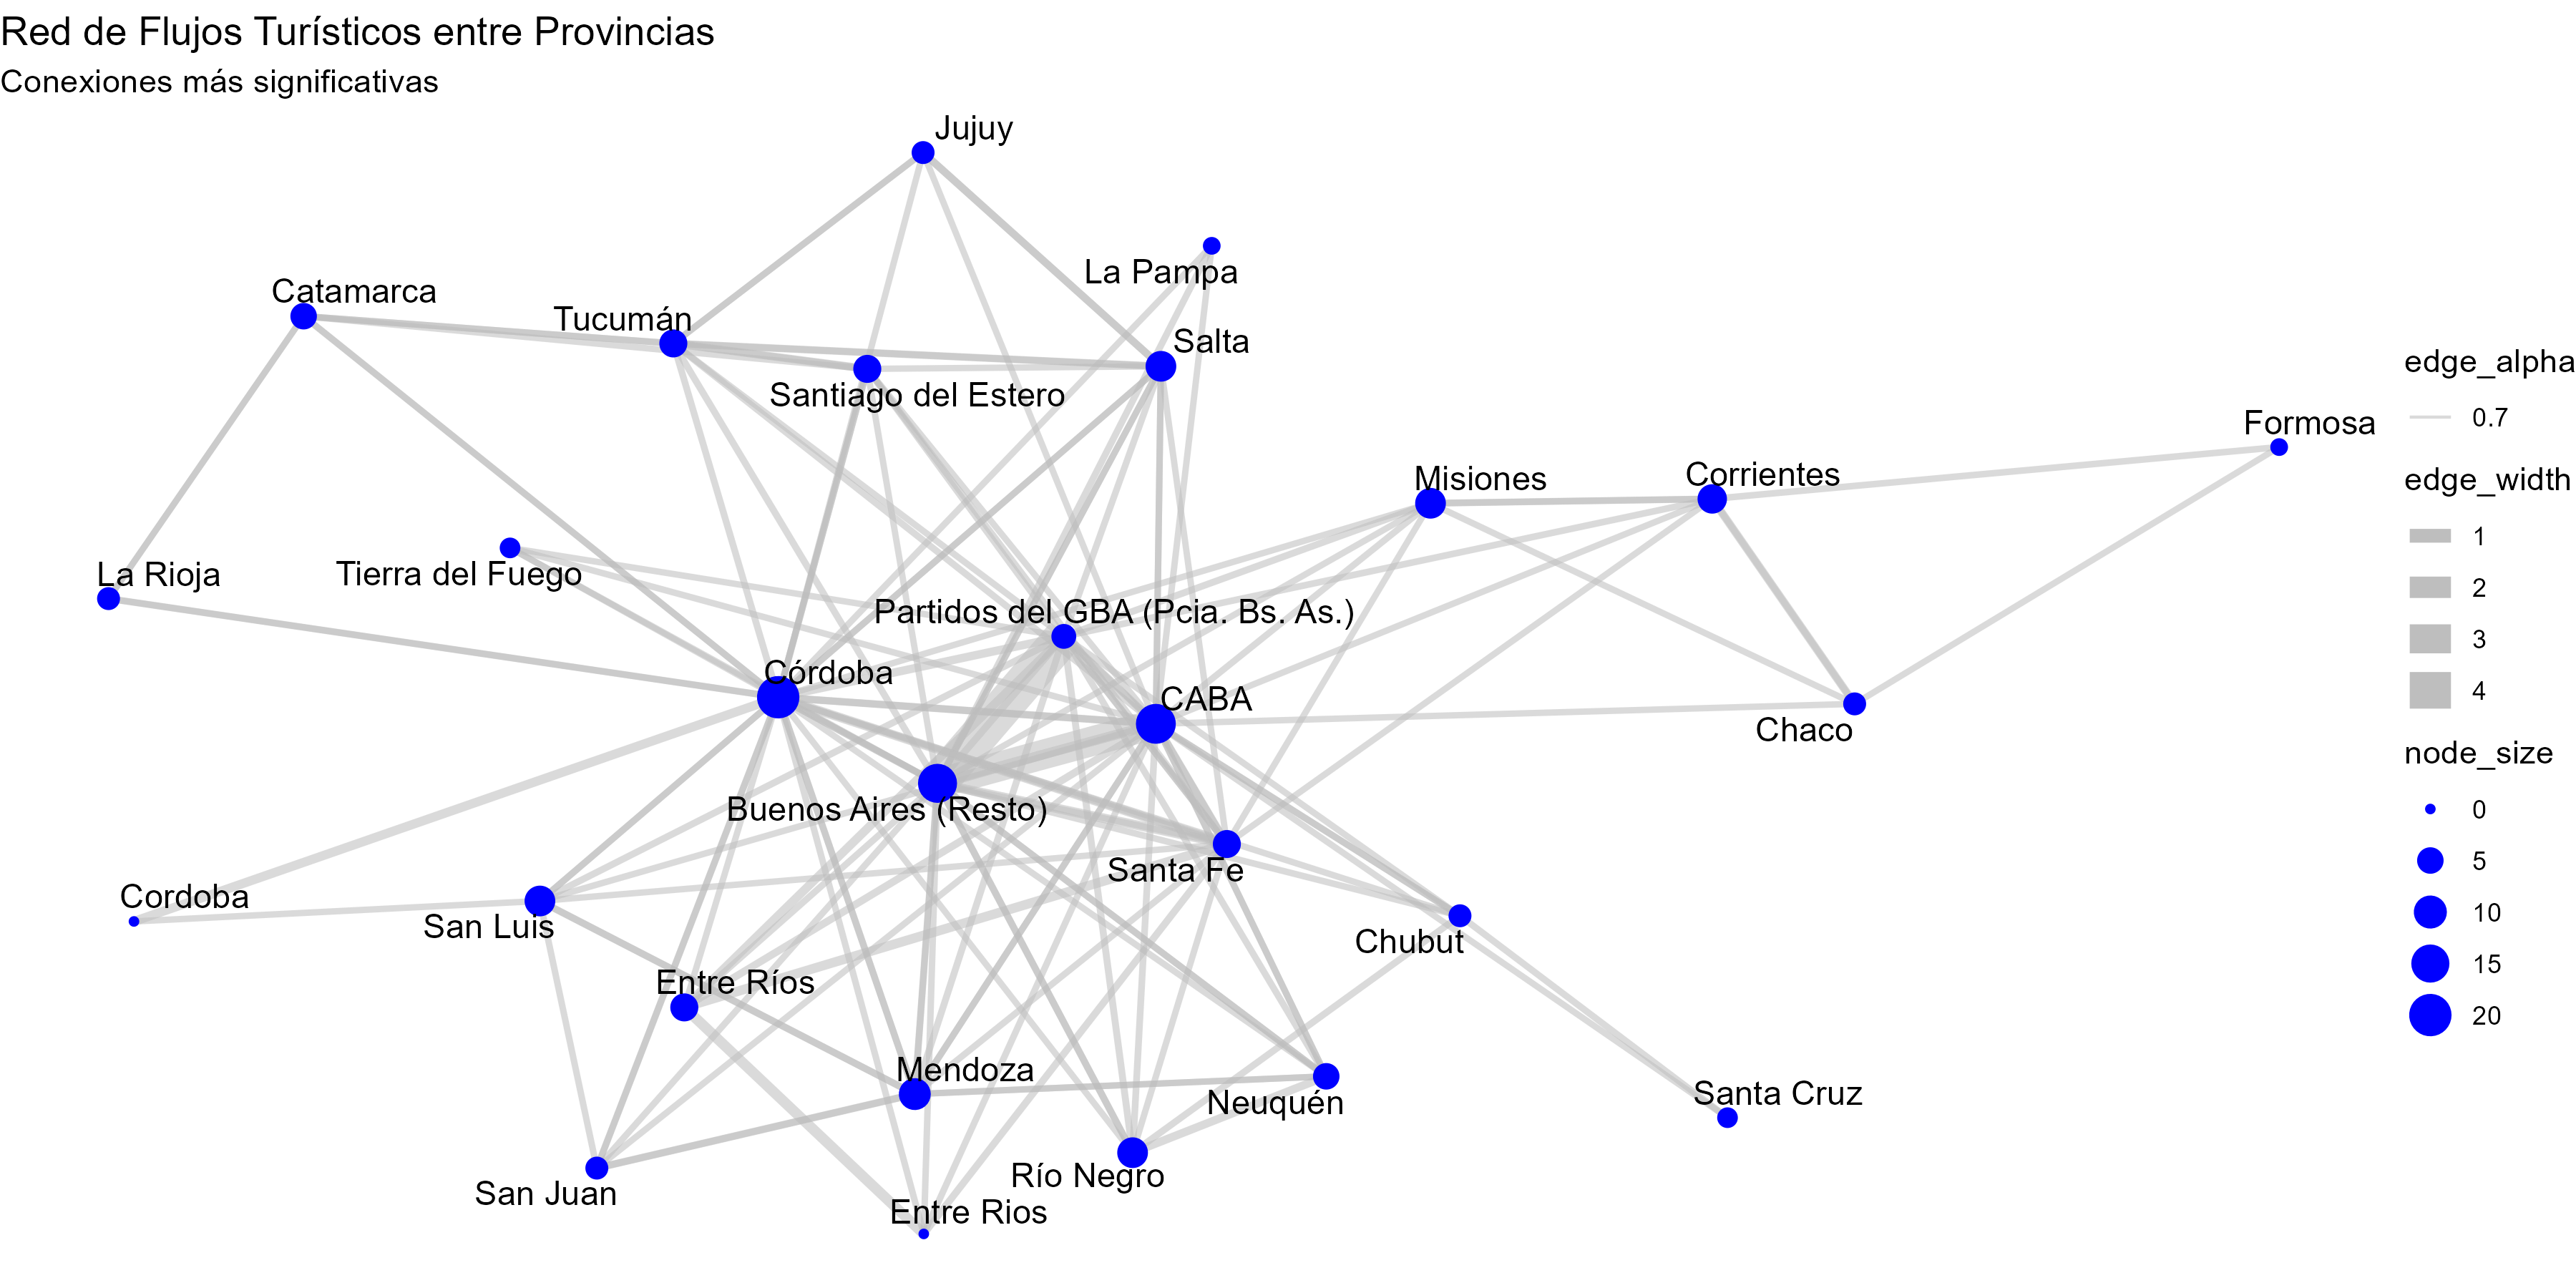 Red de Flujos Turísticos entre Provincias
Conexiones más significativas
Jujuy
La Pampa
Catamarca
Tucumán
Salta
Santiago del Estero
Formosa
Misiones
Corrientes
La Rioja
Tierra del Fuego
Partidos del GBA (Pcia. Bs. As.)
Córdoba
CABA
Chaco
Buenos Aires (Resto)
Santa Fe
Cordoba
San Luis
Chubut
Entre Ríos
Mendoza
Neuquén
Santa Cruz
Río Negro
San Juan
Entre Rios
edge_alpha
0.7
edge_width
1
2
3
4
node_size
0
5
10
15
20